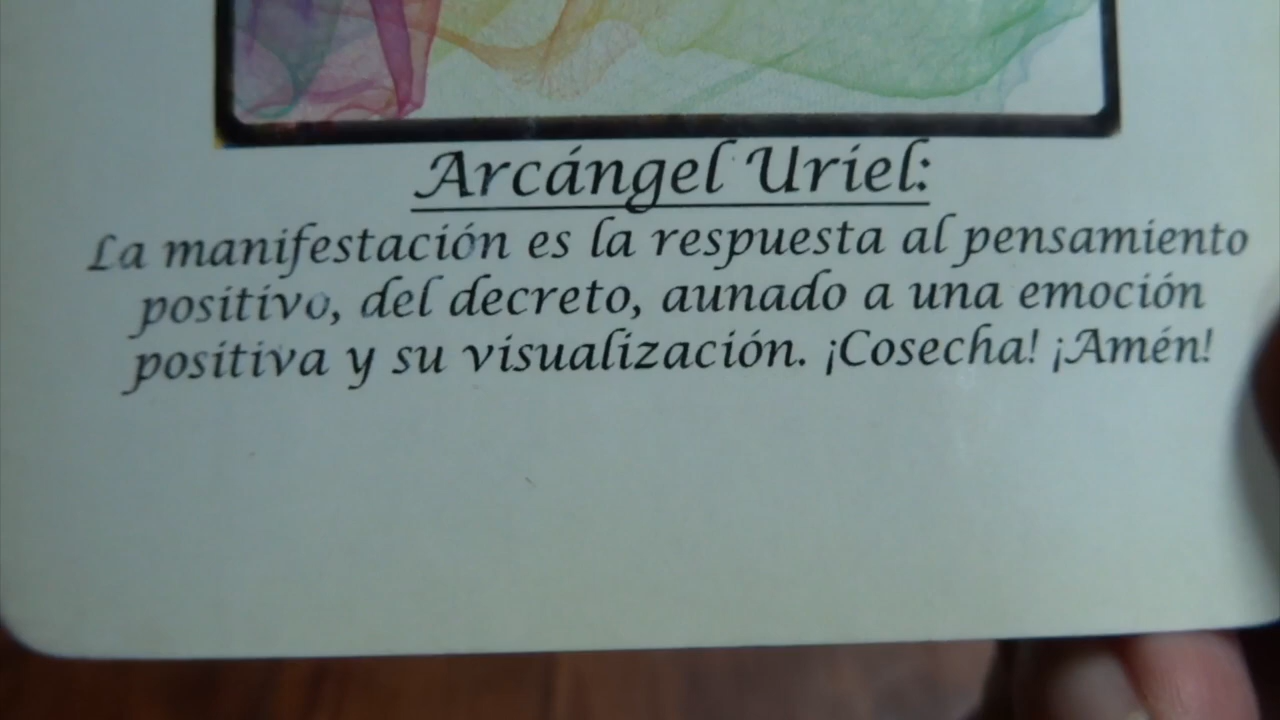 Arcángel Uriel:
La manifestación es la respuesta al pensamiento
positivo, del decreto, aunado a una emoción
positiva y su visualización. ¡Cosecha! ¡Amén!